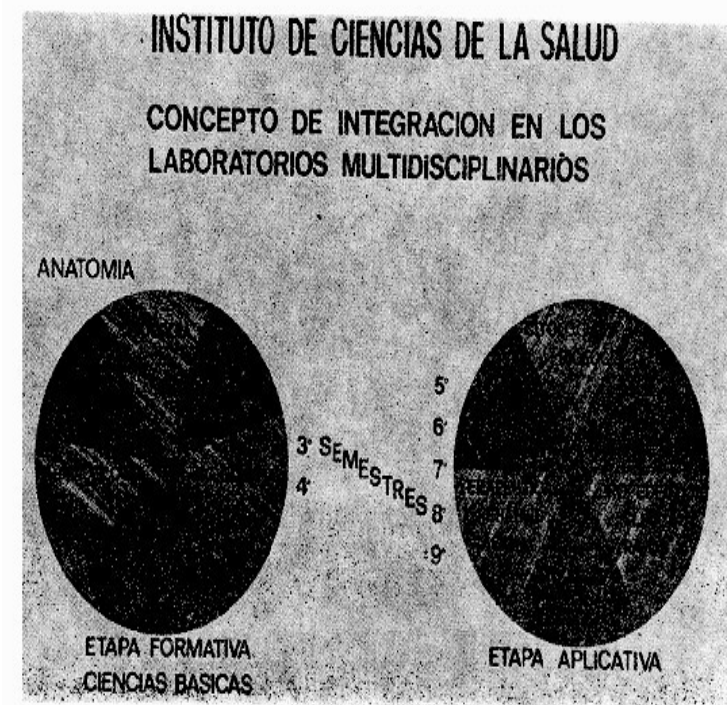 INSTITUTO DE CIENCIAS DE LA SALUD
CONCEPTO DE INTEGRACION EN LOS
LABORATORIOS MULTIDISCIPLINARIOS
ANATOMIA
5°
6°
3° SEMESTRES
7°
4°
8°
9°
ETAPA FORMATIVA
CIENCIAS BASICAS
ETAPA APLICATIVA